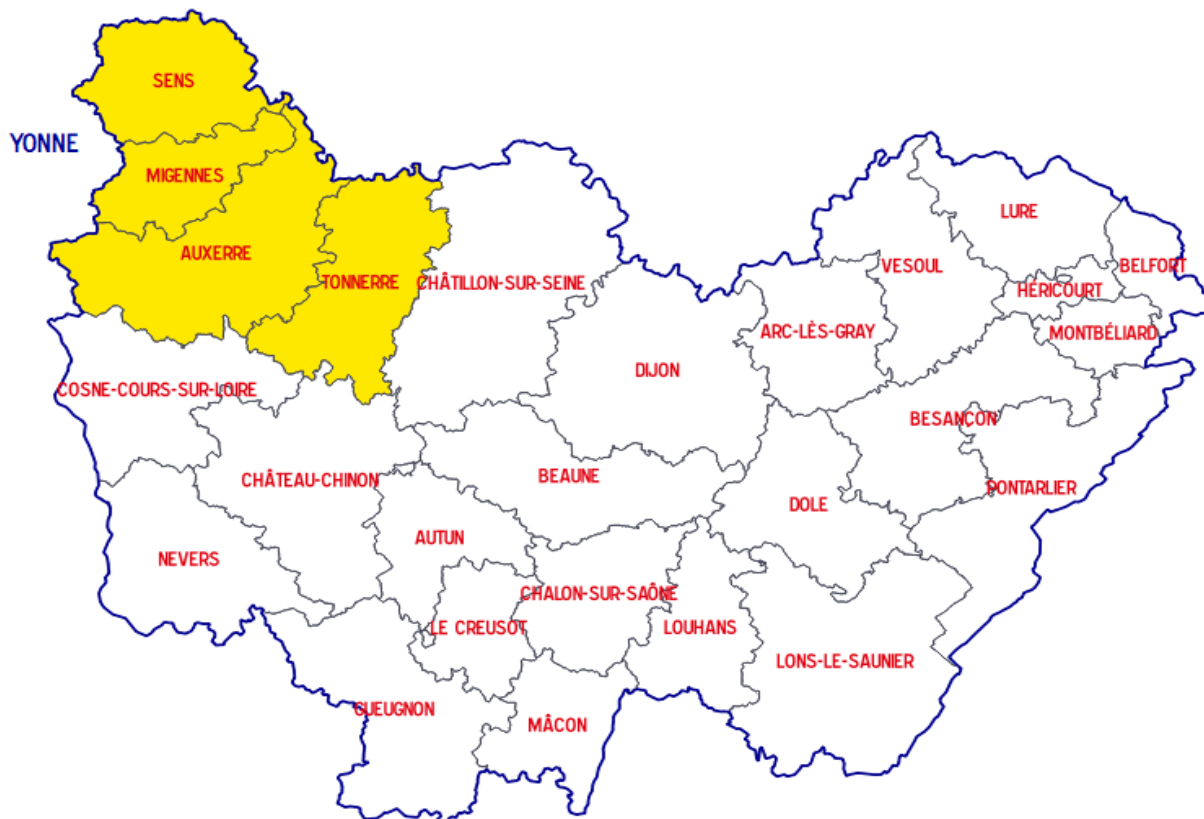 SENS
YONNE
MIGENNES
LURE
AUXERRE
VESOUL
BELFORT
TONNERRE
CHÂTILLON-SUR-SEINE
HÉRICOURT
ARC-LÈS-GRAY
MONTBÉLIARD
DIJON
COSNE-COURS-SUR-LOIRE
BESANÇON
BEAUNE
CHÂTEAU-CHINON
PONTARLIER
DOLE
AUTUN
NEVERS
CHALON-SUR-SAÔNE
LE CREUSOT
LOUHANS
LONS-LE-SAUNIER
GUEUGNON
MÂCON